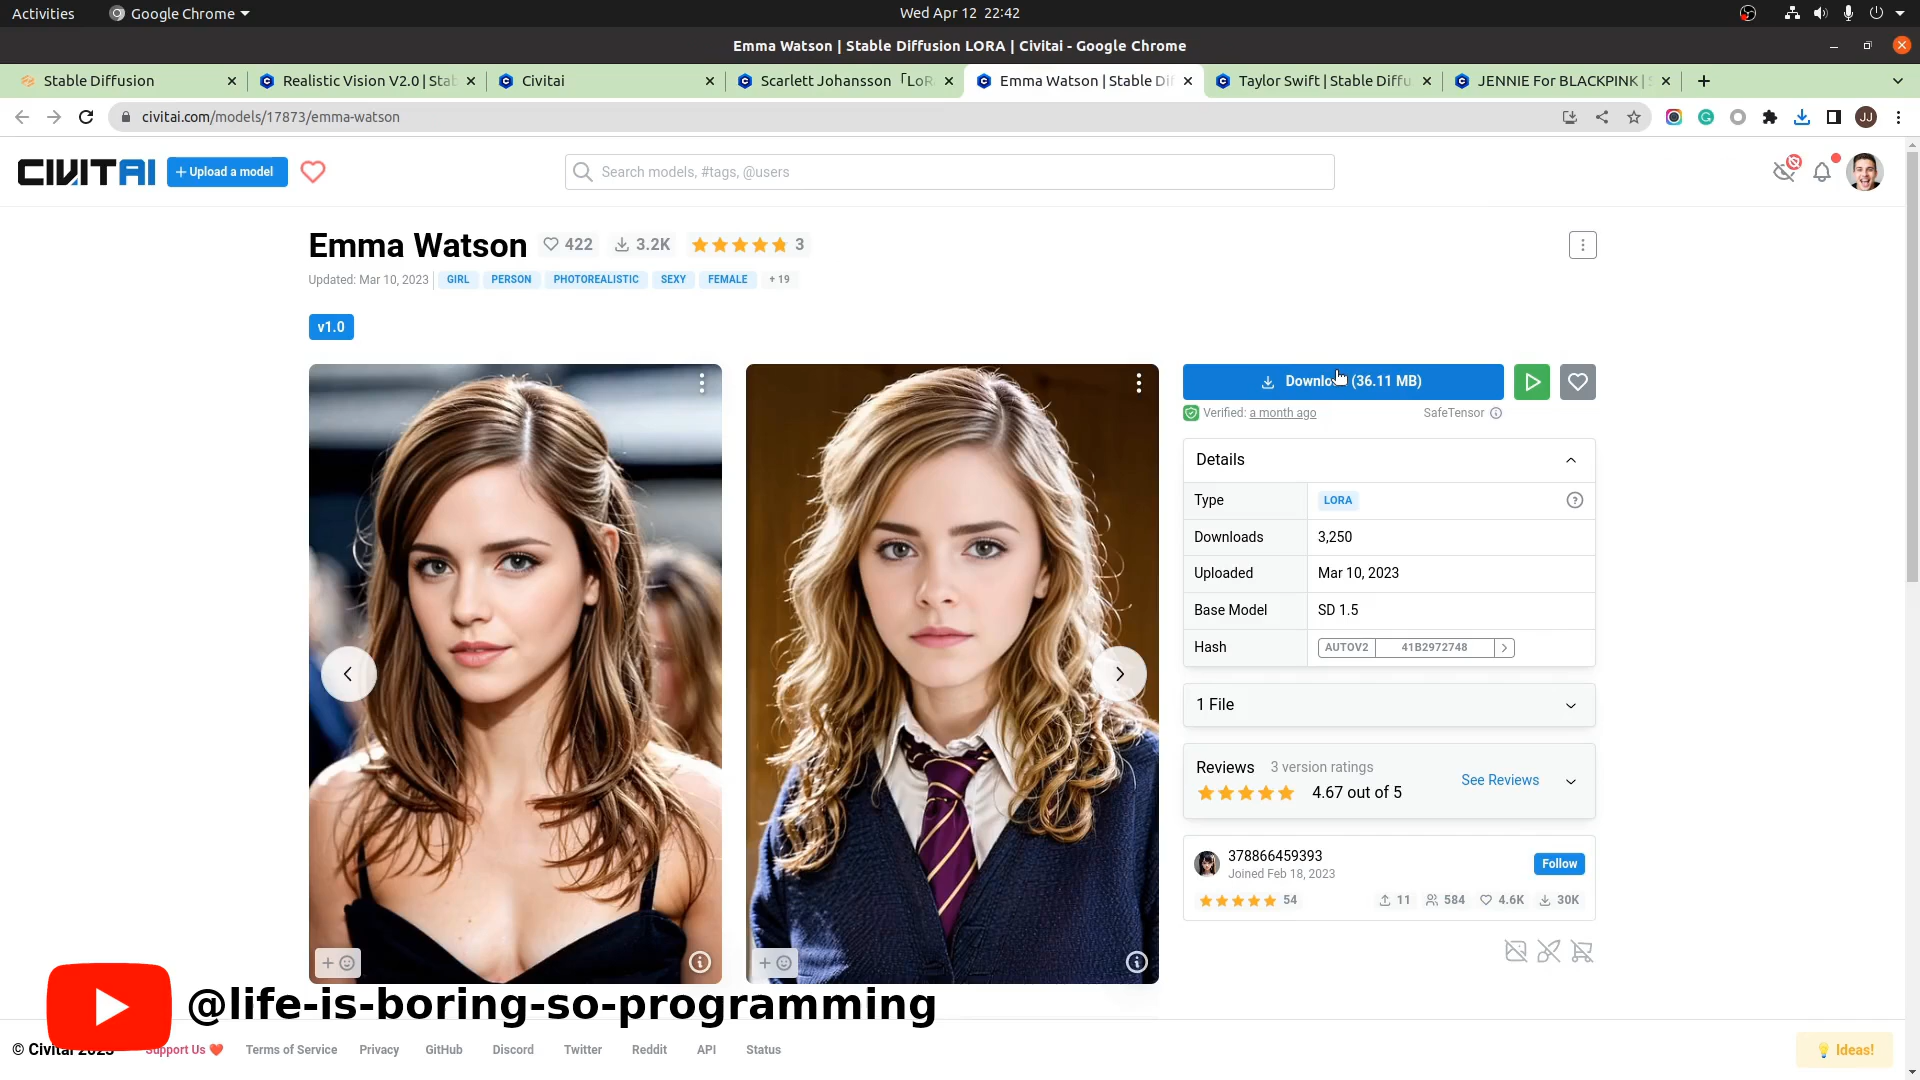 Activities
Google Chrome
Wed Apr 12 22:42
Emma Watson | Stable Diffusion LORA | Civitai - Google Chrome
Stable Diffusion
Realistic Vision V2.0 | Stab
Civitai
Scarlett Johansson「LoR
Emma Watson | Stable Dif
Taylor Swift | Stable Diffu
JENNIE For BLACKPINK | S
civitai.com/models/17873/emma-watson
JJ
CIVITAI
+ Upload a model
Search models, #tags, @users
Emma Watson
422
3.2K
3
Updated: Mar 10, 2023
GIRL
PERSON
PHOTOREALISTIC
SEXY
FEMALE
+ 19
v1.0
Download (36.11 MB)
Verified: a month ago
SafeTensor
Details
Type
LORA
Downloads
3,250
Uploaded
Mar 10, 2023
Base Model
SD 1.5
Hash
AUTOV2
41B2972748
1 File
Reviews
3 version ratings
4.67 out of 5
See Reviews
378866459393
Joined Feb 18, 2023
Follow
54
11
584
4.6K
30K
@life-is-boring-so-programming
© Civitai 2023
Support Us
Terms of Service
Privacy
GitHub
Discord
Twitter
Reddit
API
Status
Ideas!